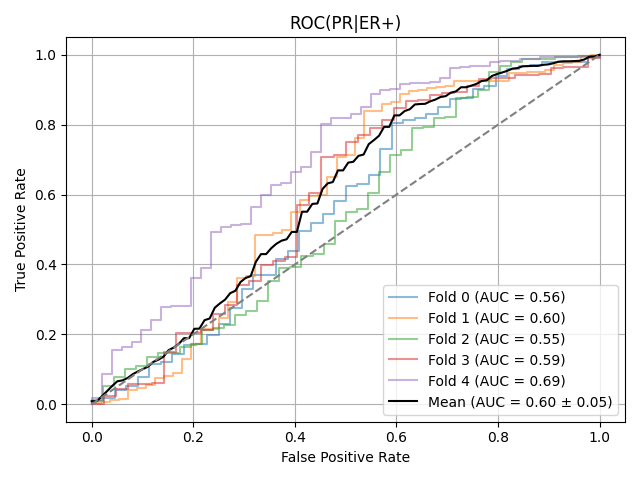 ROC(PR|ER+)
True Positive Rate
1.0
0.8
0.6
0.4
0.2
0.0
Fold 0 (AUC = 0.56)
Fold 1 (AUC = 0.60)
Fold 2 (AUC = 0.55)
Fold 3 (AUC = 0.59)
Fold 4 (AUC = 0.69)
Mean (AUC = 0.60 ± 0.05)
0.0 0.2 0.4 0.6 0.8 1.0
False Positive Rate